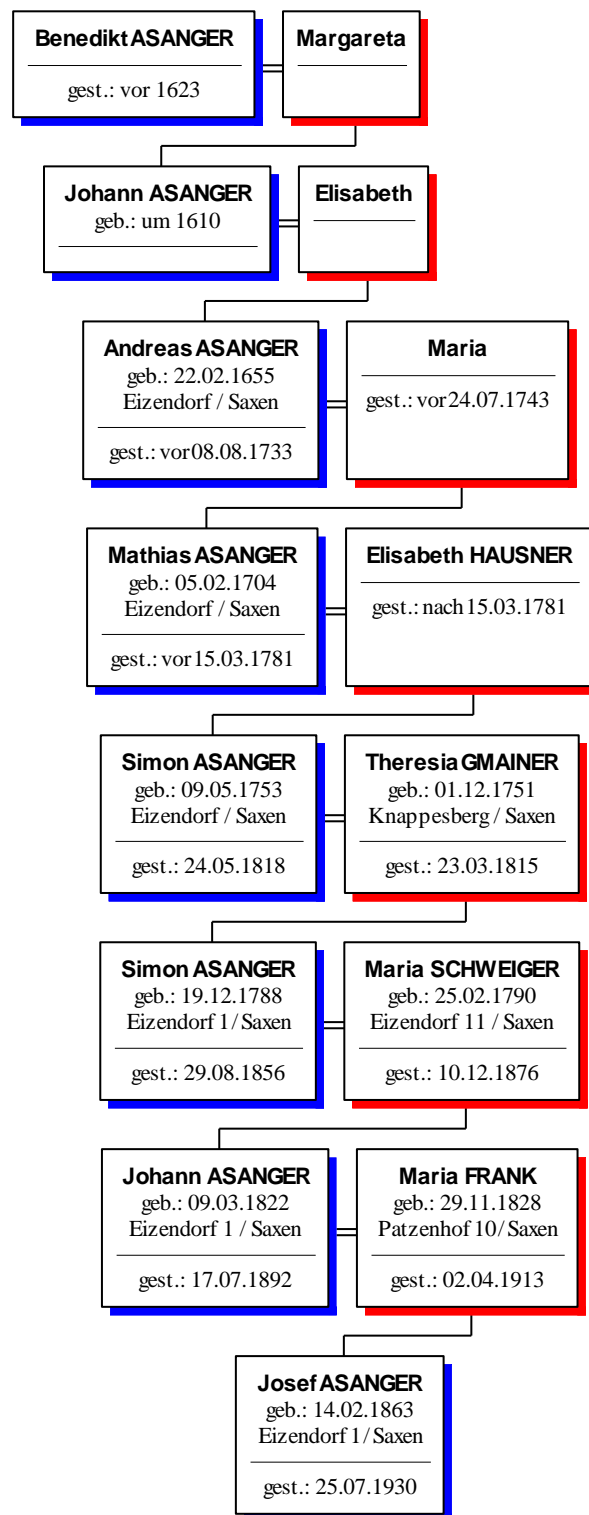 Benedikt ASANGER
gest.: vor 1623
Margareta
Johann ASANGER
geb.: um 1610
Elisabeth
Andreas ASANGER
geb.: 22.02.1655
Eizendorf / Saxen
gest.: vor 08.08.1733
Maria
gest.: vor 24.07.1743
Mathias ASANGER
geb.: 05.02.1704
Eizendorf / Saxen
gest.: vor 15.03.1781
Elisabeth HAUSNER
gest.: nach 15.03.1781
Simon ASANGER
geb.: 09.05.1753
Eizendorf / Saxen
gest.: 24.05.1818
Theresia GMAINER
geb.: 01.12.1751
Knappesberg / Saxen
gest.: 23.03.1815
Simon ASANGER
geb.: 19.12.1788
Eizendorf 1 / Saxen
gest.: 29.08.1856
Maria SCHWEIGER
geb.: 25.02.1790
Eizendorf 11 / Saxen
gest.: 10.12.1876
Johann ASANGER
geb.: 09.03.1822
Eizendorf 1 / Saxen
gest.: 17.07.1892
Maria FRANK
geb.: 29.11.1828
Patzenhof 10 / Saxen
gest.: 02.04.1913
Josef ASANGER
geb.: 14.02.1863
Eizendorf 1 / Saxen
gest.: 25.07.1930